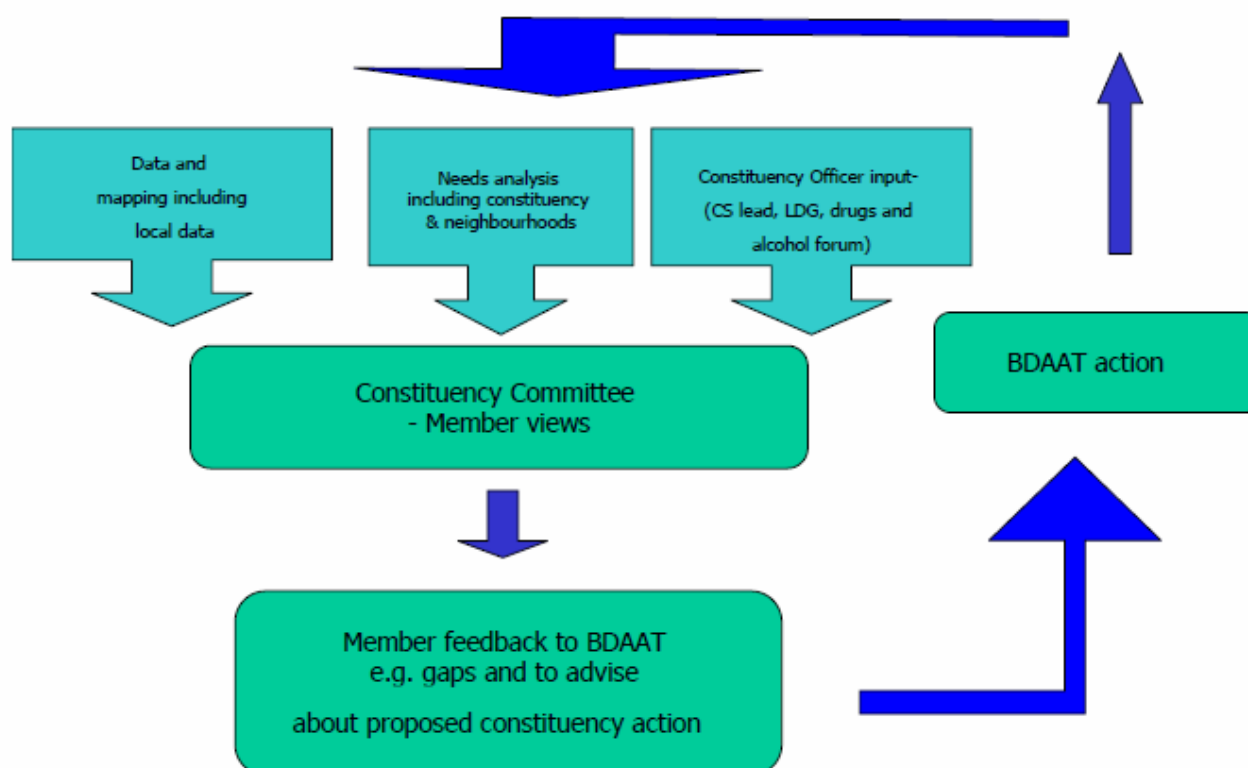 Data and
mapping including
local data
Needs analysis
including constituency
& neighbourhoods
Constituency Officer input-
(CS lead, LDG, drugs and
alcohol forum)
BDAAT action
Constituency Committee
- Member views
Member feedback to BDAAT
e.g. gaps and to advise
about proposed constituency action